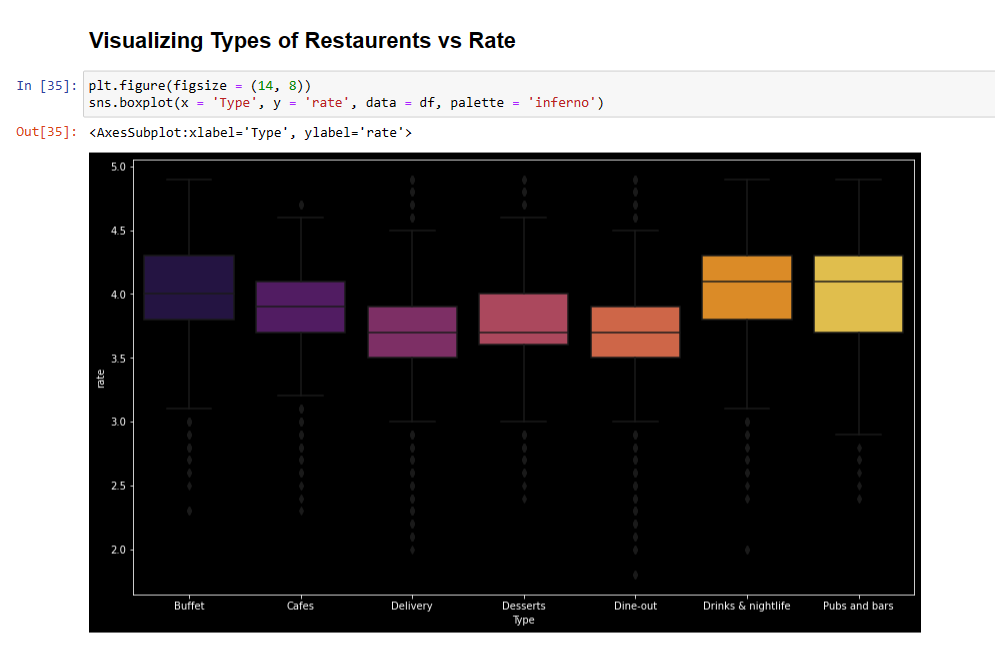 Visualizing Types of Restaurents vs Rate
In [35]: plt.figure(figsize = (14, 8))
sns.boxplot(x = 'Type', y = 'rate', data = df, palette = 'inferno')
Out[35]: <AxesSubplot:xlabel='Type', ylabel='rate'>
5.0
4.5
4.0
3.5
rate
3.0
2.5
2.0
Buffet Cafes Delivery Desserts Dine-out Drinks & nightlife Pubs and bars
Type